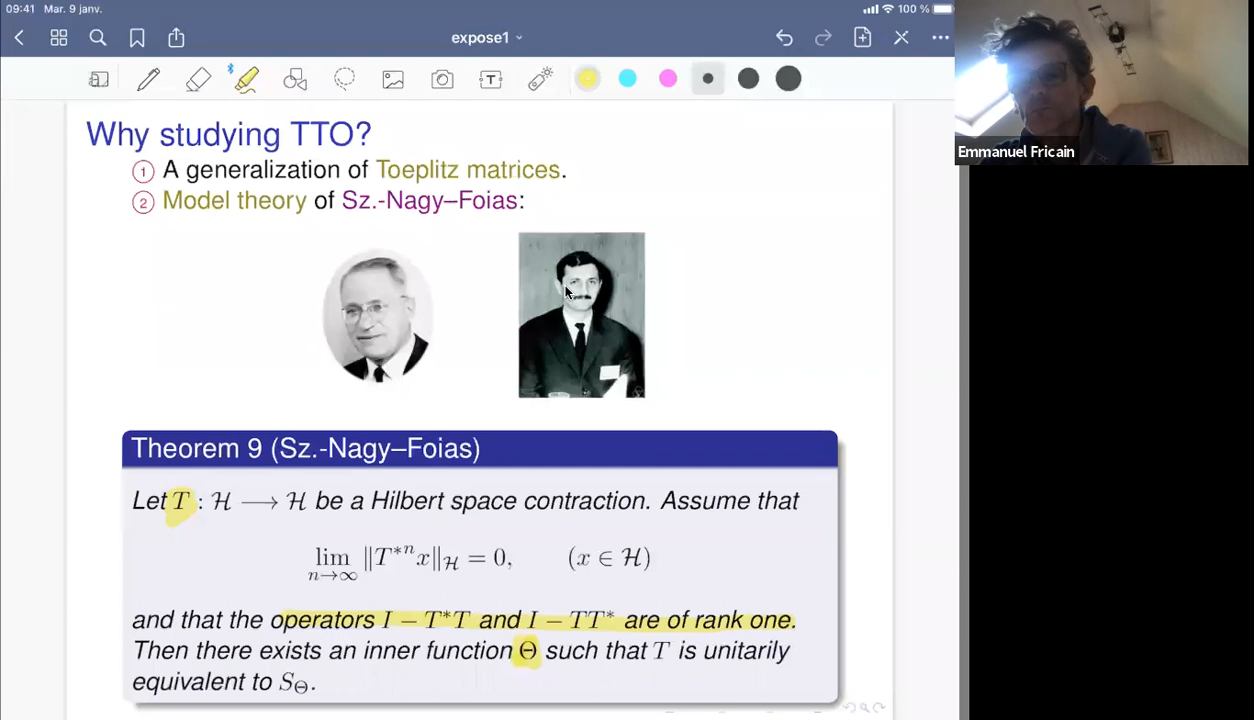 09:41 Mar. 9 janv.
100 %
expose1
Why studying TTO?
1 A generalization of Toeplitz matrices.
2 Model theory of Sz.-Nagy–Foias:
Theorem 9 (Sz.-Nagy–Foias)
Let T : ℋ ⟶ ℋ be a Hilbert space contraction. Assume that
lim_{n→∞} ‖T*ⁿx‖_ℋ = 0, (x ∈ ℋ)
and that the operators I − T*T and I − TT* are of rank one.
Then there exists an inner function Θ such that T is unitarily
equivalent to S_Θ.
Emmanuel Fricain